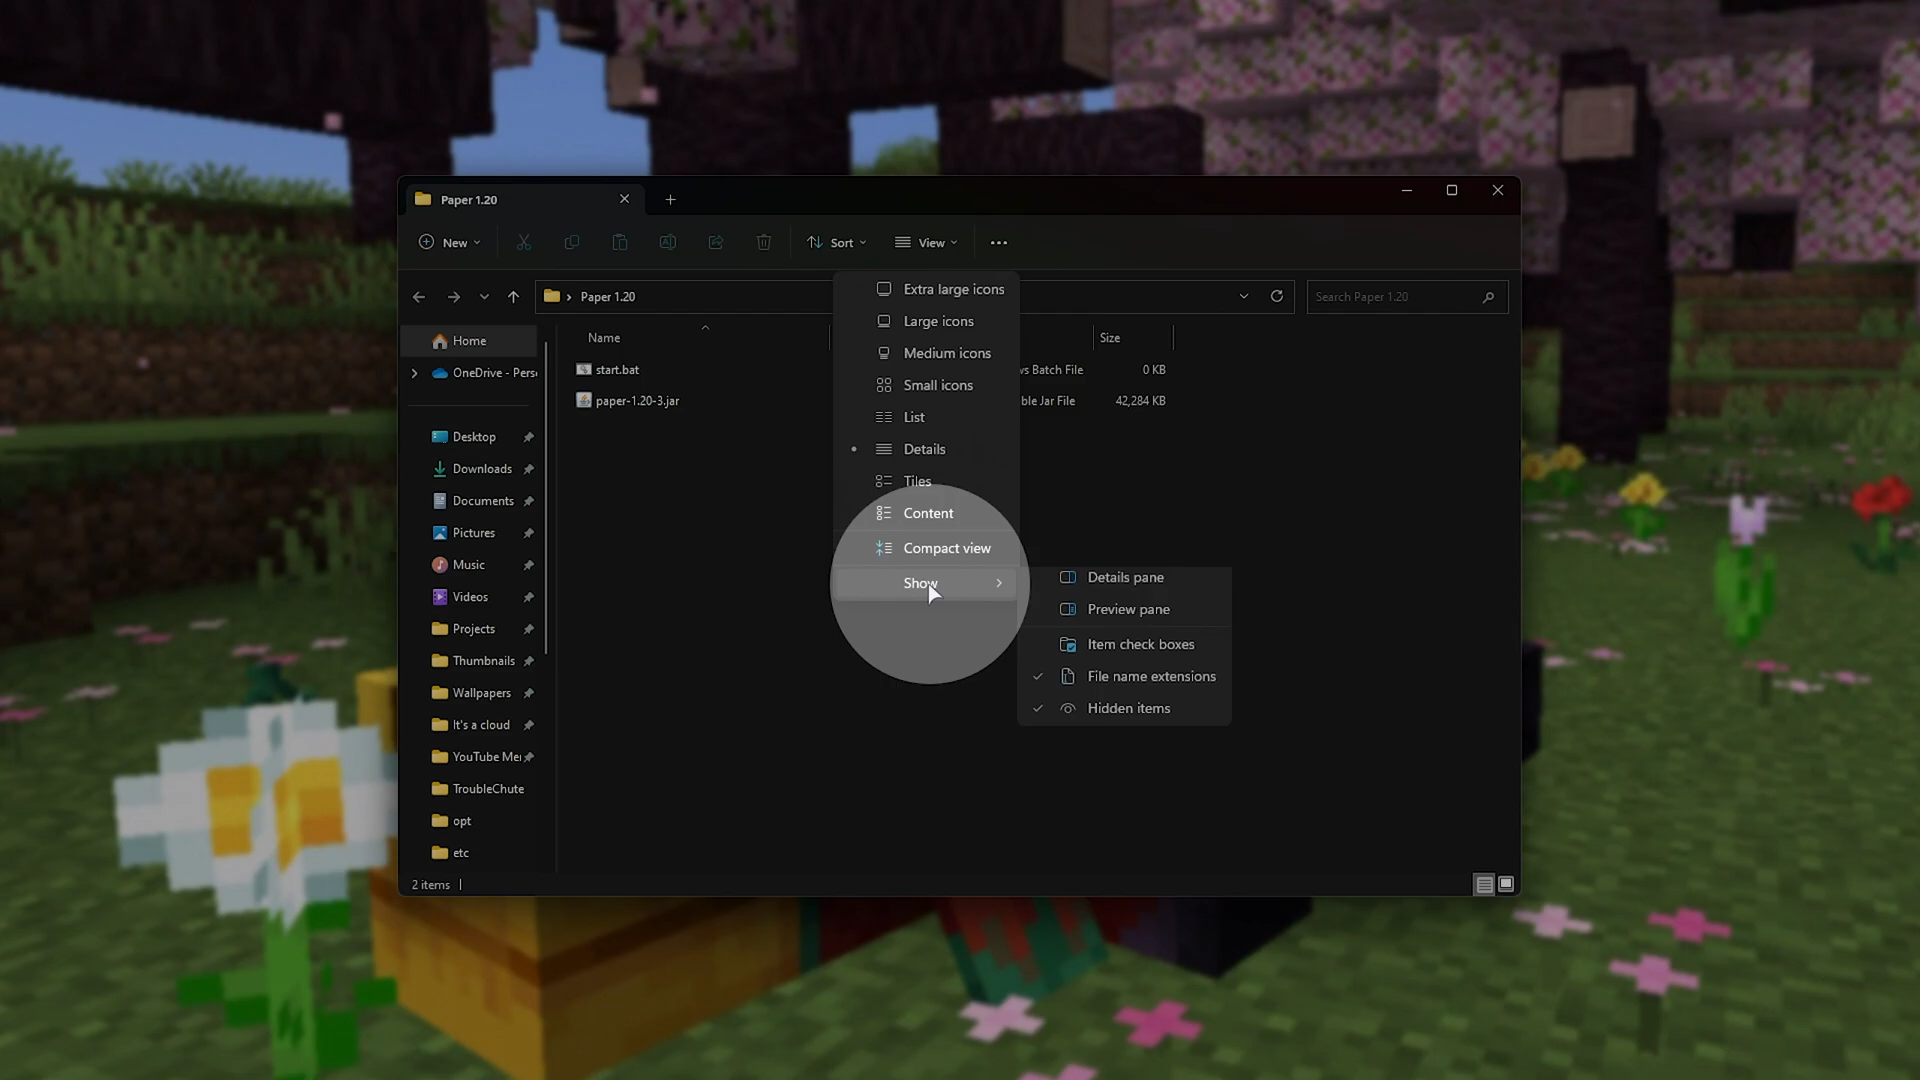 Paper 1.20
New
Sort
View
Paper 1.20
Search Paper 1.20
Home
OneDrive - Pers
Desktop
Downloads
Documents
Pictures
Music
Videos
Projects
Thumbnails
Wallpapers
It's a cloud
YouTube Me
TroubleChute
opt
etc
Name
Size
start.bat
ws Batch File
0 KB
paper-1.20-3.jar
ble Jar File
42,284 KB
Extra large icons
Large icons
Medium icons
Small icons
List
Details
Tiles
Content
Compact view
Show
Details pane
Preview pane
Item check boxes
File name extensions
Hidden items
2 items